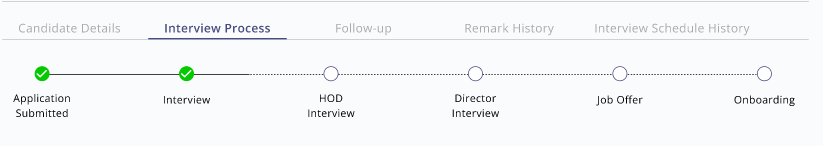 Candidate Details Interview Process Follow-up Remark History Interview Schedule History
Application Submitted
Interview
HOD Interview
Director Interview
Job Offer
Onboarding